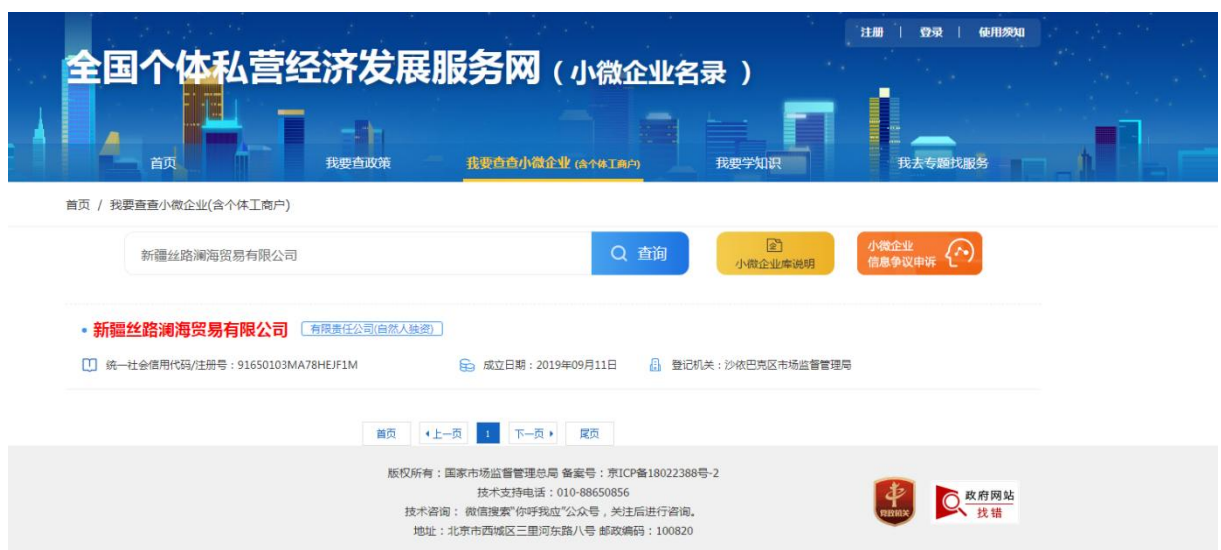 注册 | 登录 | 使用须知
全国个体私营经济发展服务网（小微企业名录 ）
首页 我要查政策 我要查查小微企业 (含个体工商户) 我要学知识 我去专题找服务
首页 / 我要查查小微企业(含个体工商户)
新疆丝路澜海贸易有限公司 查询
小微企业库说明
小微企业
信息争议申诉
新疆丝路澜海贸易有限公司 有限责任公司(自然人独资)
统一社会信用代码/注册号：91650103MA78HEJF1M 成立日期：2019年09月11日 登记机关：沙依巴克区市场监督管理局
首页 上一页 1 下一页 尾页
版权所有：国家市场监督管理总局 备案号：京ICP备18022388号-2
技术支持电话：010-88650856
技术咨询： 微信搜索"你呼我应"公众号，关注后进行咨询。
地址：北京市西城区三里河东路八号 邮政编码：100820
党政机关
政府网站
找错